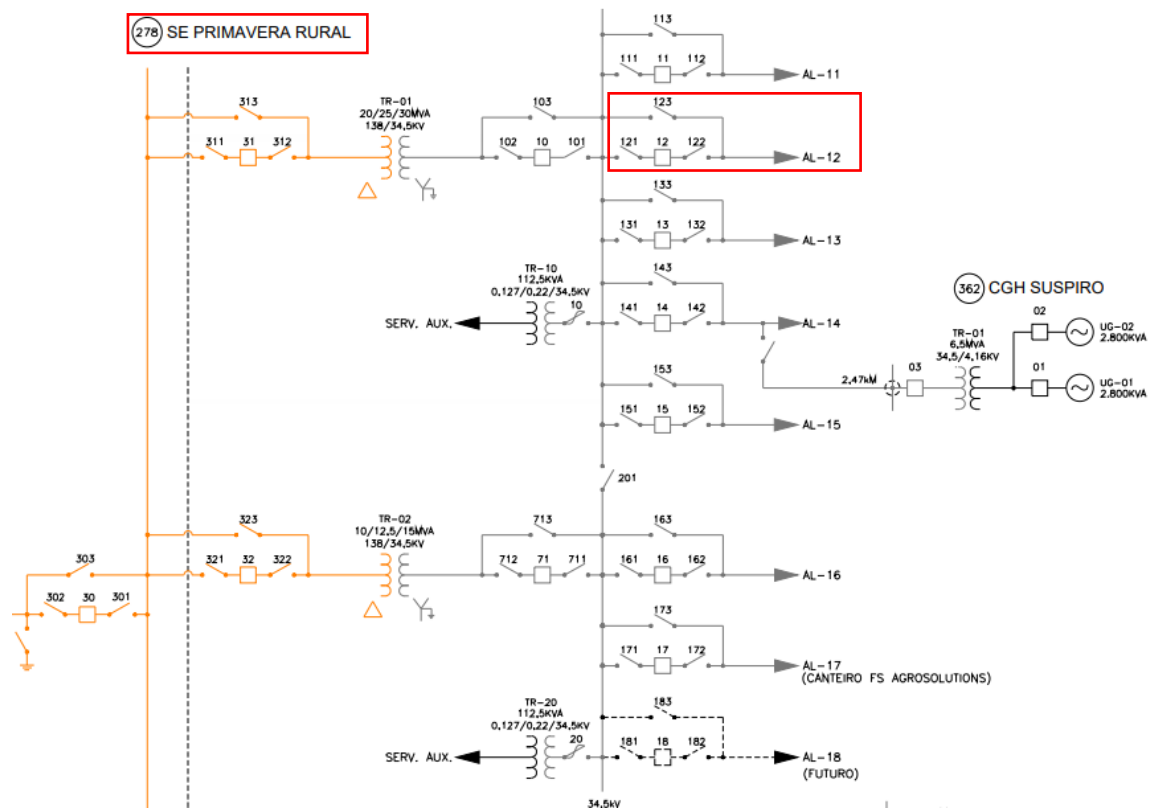 278 SE PRIMAVERA RURAL
113
111 11 112
AL-11
313
TR-01
20/25/30MVA
138/34,5KV
103
123
311 31 312
102 10 101
121 12 122
AL-12
133
131 13 132
AL-13
TR-10
112,5KVA
0,127/0,22/34,5KV
10
SERV. AUX.
143
141 14 142
AL-14
362 CGH SUSPIRO
02
UG-02
2.800KVA
TR-01
6,5MVA
34,5/4,16KV
2,47kM
03
01
UG-01
2.800KVA
153
151 15 152
AL-15
201
323
TR-02
10/12,5/15MVA
138/34,5KV
713
163
303
321 32 322
712 71 711
161 16 162
AL-16
302 30 301
173
171 17 172
AL-17
(CANTEIRO FS AGROSOLUTIONS)
TR-20
112,5KVA
0,127/0,22/34,5KV
20
SERV. AUX.
183
181 18 182
AL-18
(FUTURO)
34,5kV